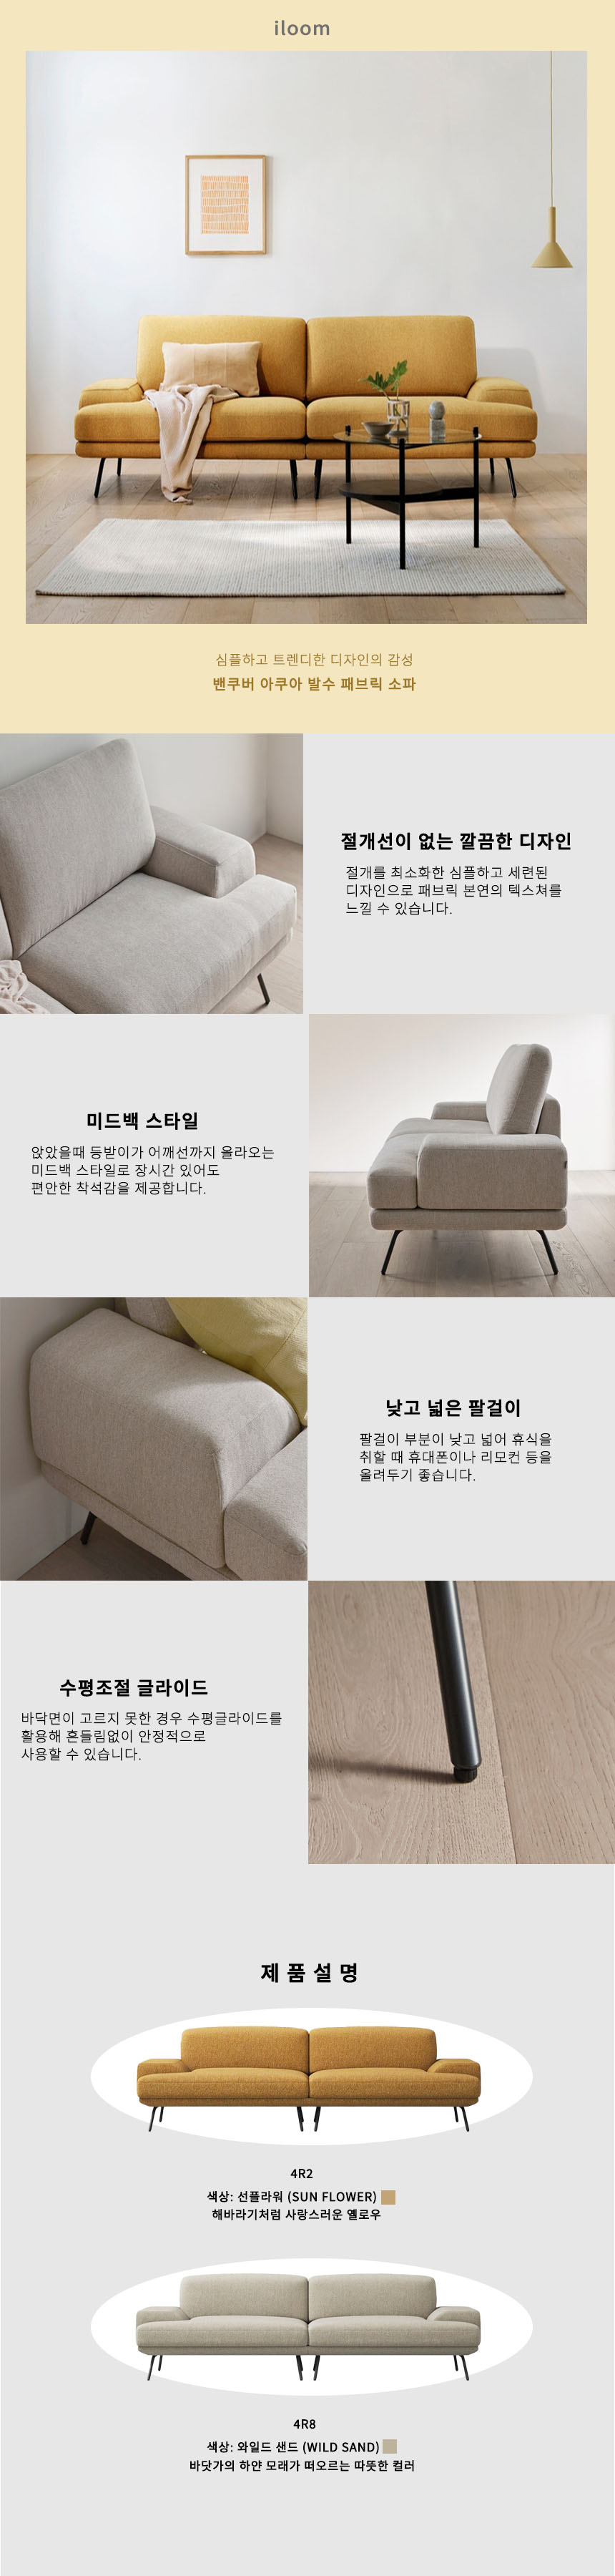 iloom
심플하고 트렌디한 디자인의 감성
밴쿠버 아쿠아 발수 패브릭 소파
절개선이 없는 깔끔한 디자인
절개를 최소화한 심플하고 세련된
디자인으로 패브릭 본연의 텍스쳐를
느낄 수 있습니다.
미드백 스타일
앉았을때 등받이가 어깨선까지 올라오는
미드백 스타일로 장시간 있어도
편안한 착석감을 제공합니다.
낮고 넓은 팔걸이
팔걸이 부분이 낮고 넓어 휴식을
취할 때 휴대폰이나 리모컨 등을
올려두기 좋습니다.
수평조절 글라이드
바닥면이 고르지 못한 경우 수평글라이드를
활용해 흔들림없이 안정적으로
사용할 수 있습니다.
제 품 설 명
4R2
색상: 선플라워 (SUN FLOWER)
해바라기처럼 사랑스러운 옐로우
4R8
색상: 와일드 샌드 (WILD SAND)
바닷가의 하얀 모래가 떠오르는 따뜻한 컬러